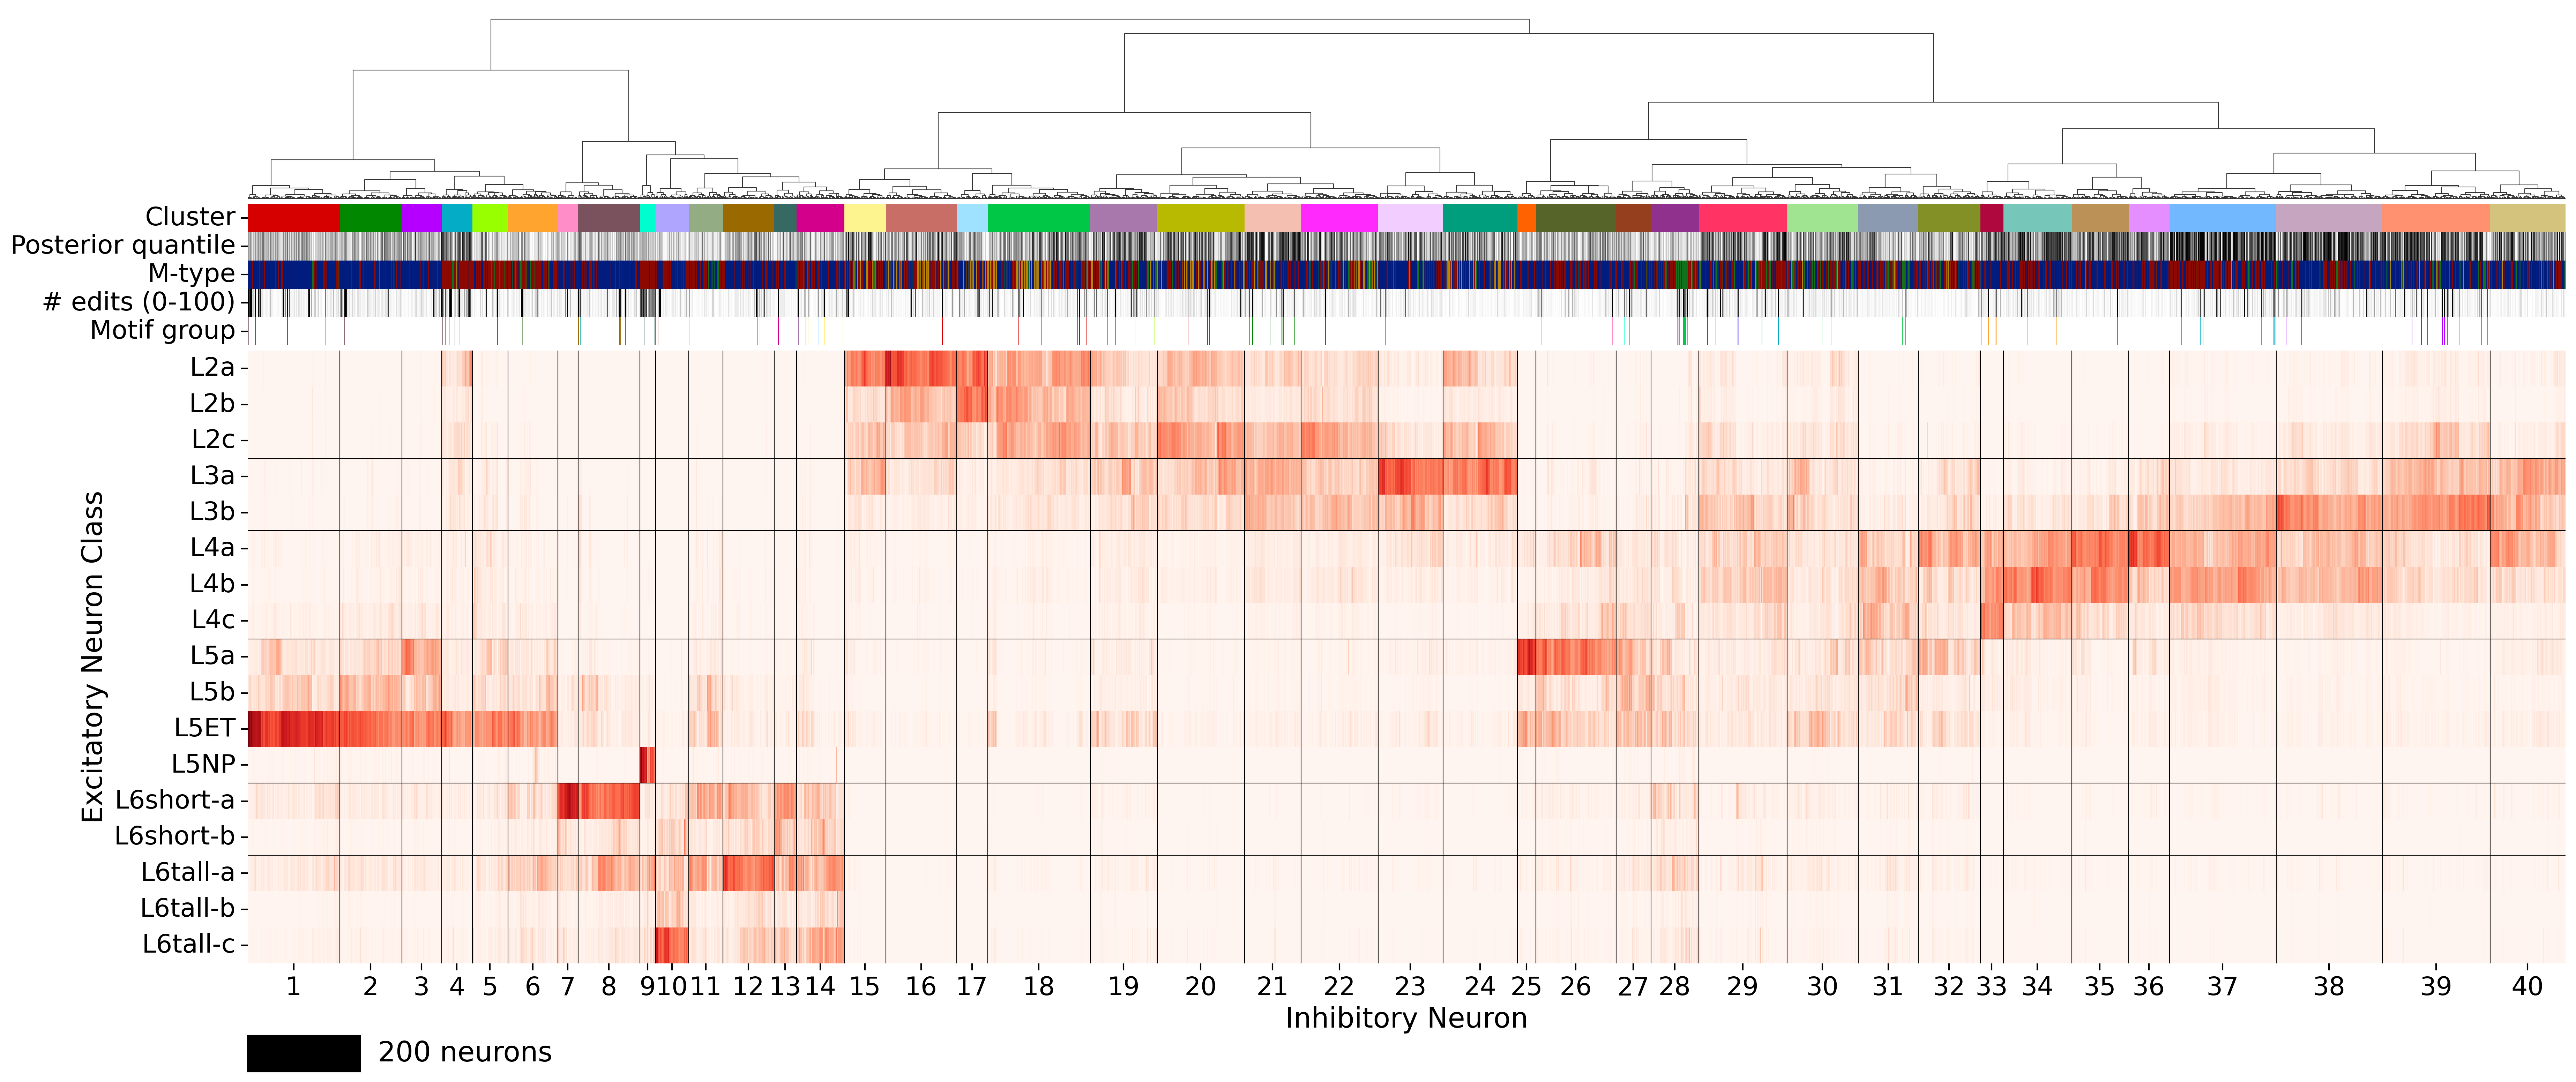 Cluster
Posterior quantile
M-type
# edits (0-100)
Motif group
Excitatory Neuron Class
L2a
L2b
L2c
L3a
L3b
L4a
L4b
L4c
L5a
L5b
L5ET
L5NP
L6short-a
L6short-b
L6tall-a
L6tall-b
L6tall-c
1 2 3 4 5 6 7 8 9 10 11 12 13 14 15 16 17 18 19 20 21 22 23 24 25 26 27 28 29 30 31 32 33 34 35 36 37 38 39 40
Inhibitory Neuron
200 neurons